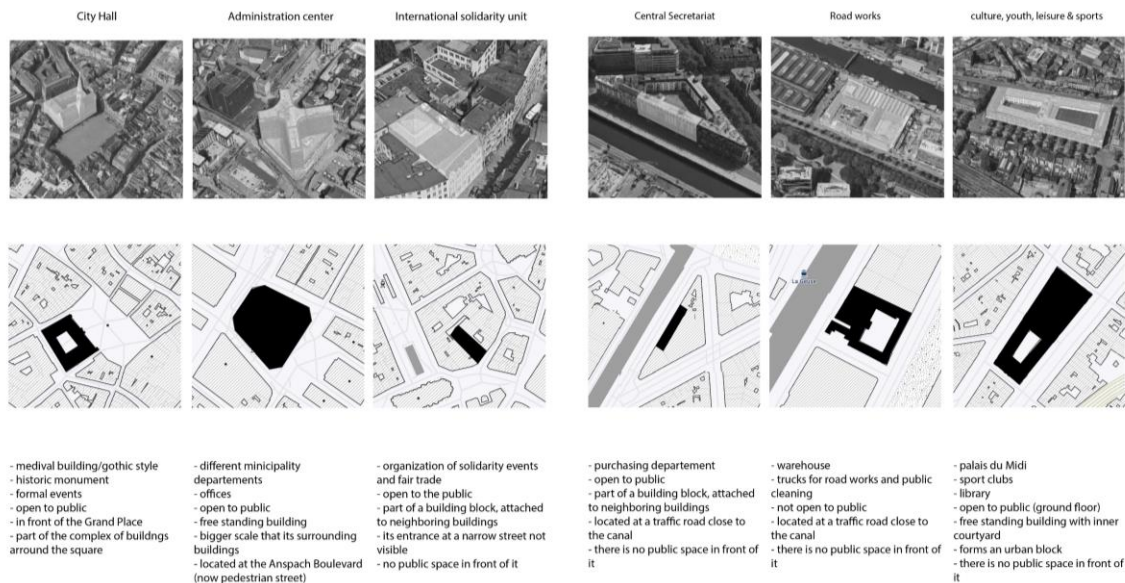 City Hall
Administration center
International solidarity unit
Central Secretariat
Road works
culture, youth, leisure & sports
- medival building/gothic style
- historic monument
- formal events
- open to public
- in front of the Grand Place
- part of the complex of buildngs
arround the square
- different minicipality
departements
- offices
- open to public
- free standing building
- bigger scale that its surrounding
buildings
- located at the Anspach Boulevard
(now pedestrian street)
- organization of solidarity events
and fair trade
- open to the public
- part of a building block, attached
to neighboring buildings
- its entrance at a narrow street not
visible
- no public space in front of it
- purchasing departement
- open to public
- part of a building block, attached
to neighboring buildings
- located at a traffic road close to
the canal
- there is no public space in front of
it
- warehouse
- trucks for road works and public
cleaning
- not open to public
- located at a traffic road close to
the canal
- there is no public space in front of
it
- palais du Midi
- sport clubs
- library
- open to public (ground floor)
- free standing building with inner
courtyard
- forms an urban block
- there is no public space in front of
it